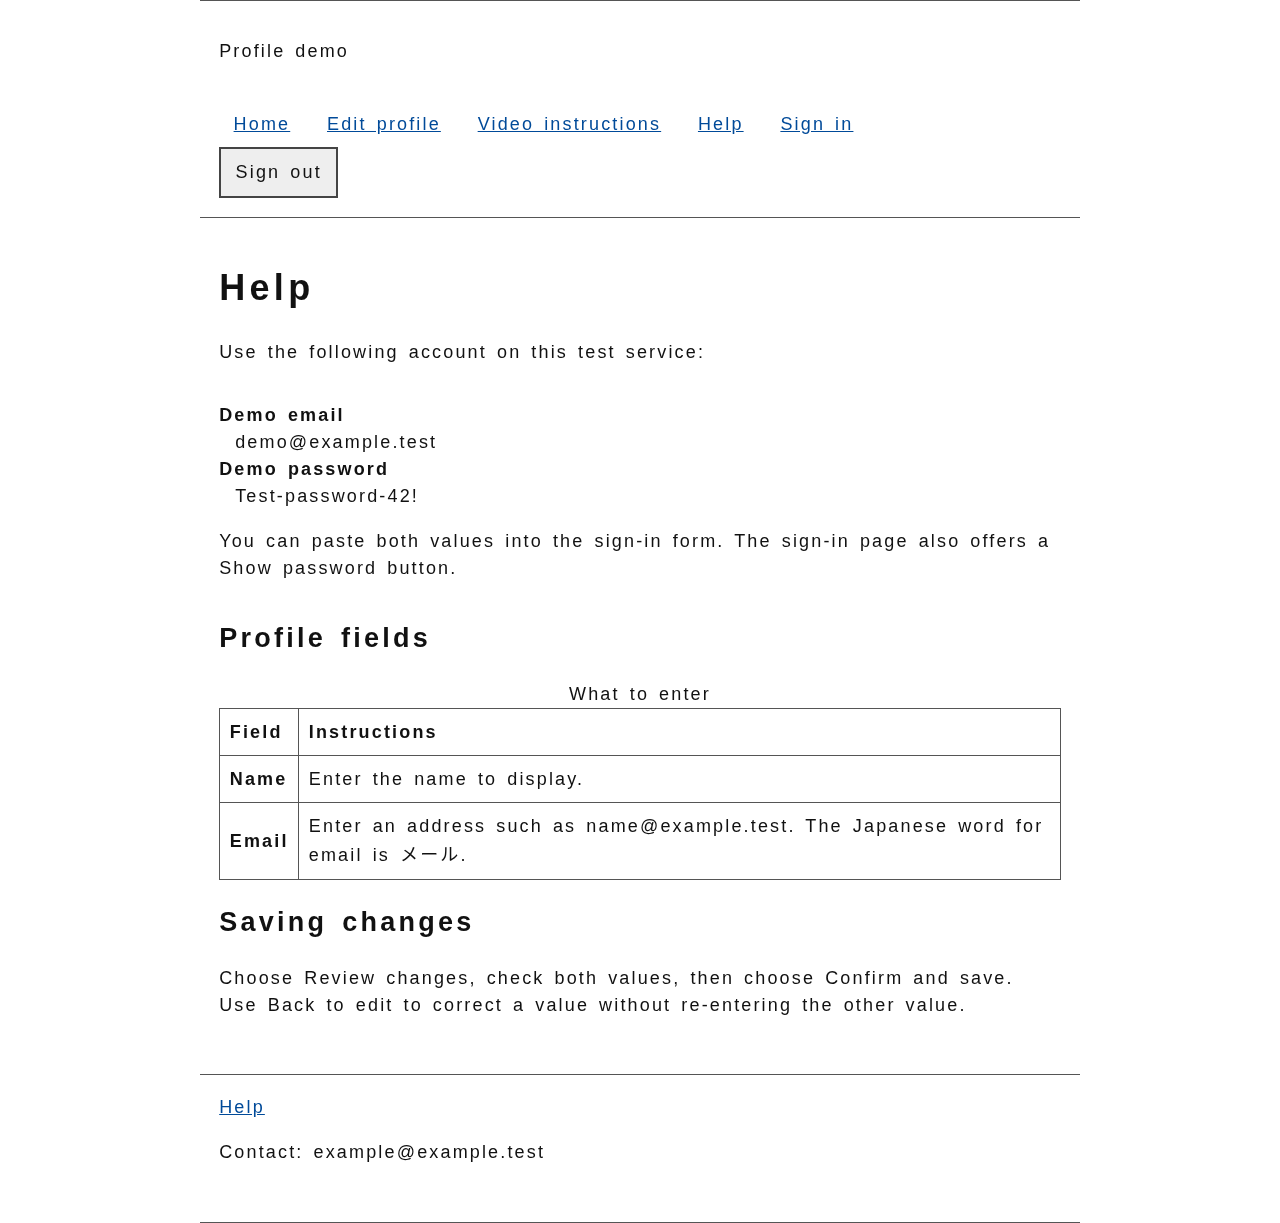 Profile demo
Home Edit profile Video instructions Help Sign in
Sign out
Help
Use the following account on this test service:
Demo email
demo@example.test
Demo password
Test-password-42!
You can paste both values into the sign-in form. The sign-in page also offers a
Show password button.
Profile fields
What to enter
Field Instructions
Name Enter the name to display.
Email Enter an address such as name@example.test. The Japanese word for
email is メール.
Saving changes
Choose Review changes, check both values, then choose Confirm and save.
Use Back to edit to correct a value without re-entering the other value.
Help
Contact: example@example.test